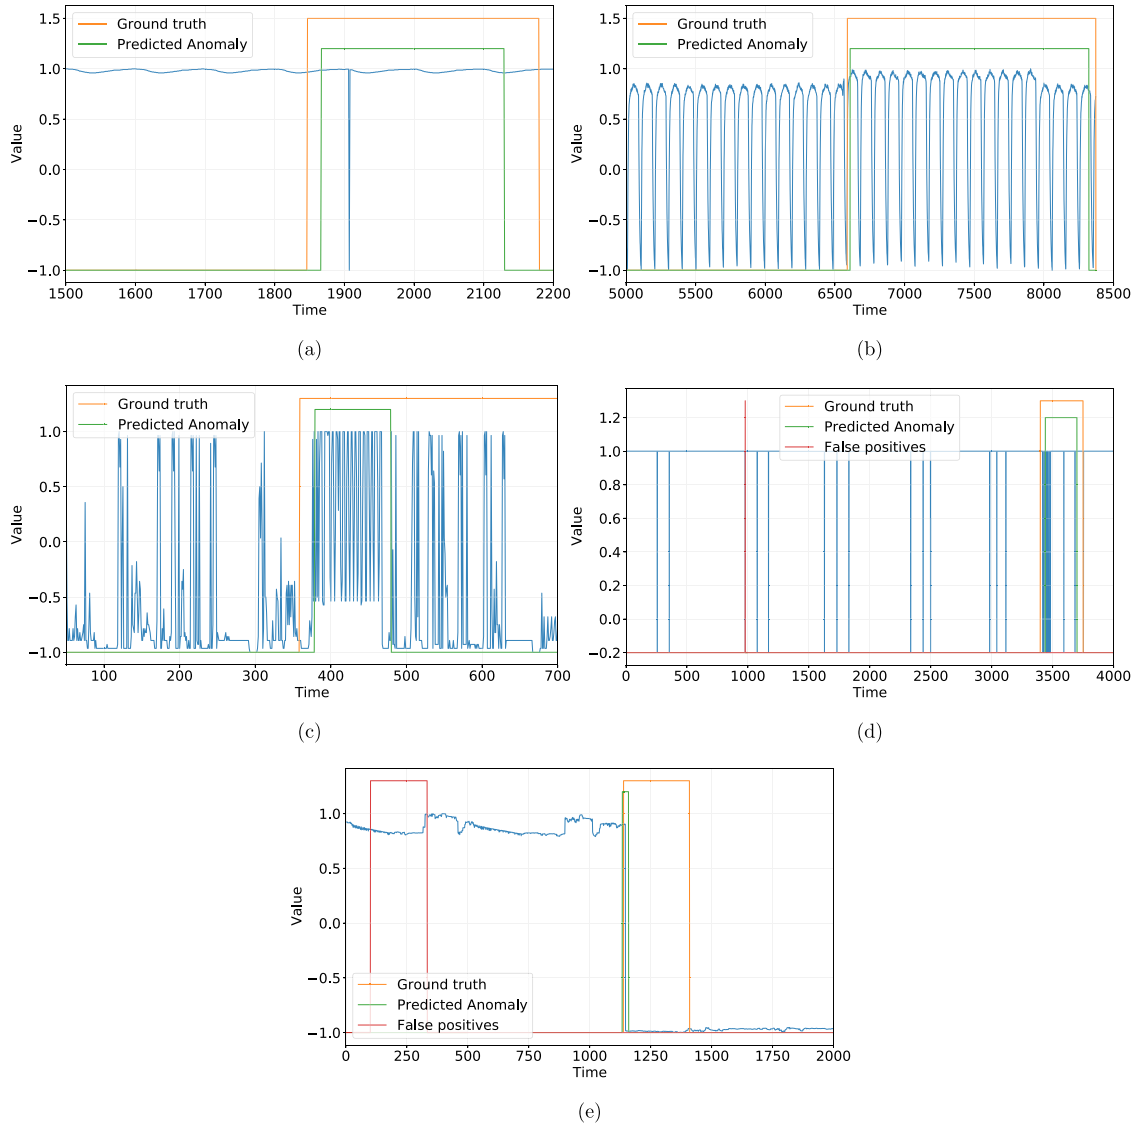 Ground truth
Predicted Anomaly
1.5
1.0
0.5
0.0
−0.5
−1.0
Value
1500 1600 1700 1800 1900 2000 2100 2200
Time
(a)
Ground truth
Predicted Anomaly
1.5
1.0
0.5
0.0
−0.5
−1.0
Value
5000 5500 6000 6500 7000 7500 8000 8500
Time
(b)
Ground truth
Predicted Anomaly
1.0
0.5
0.0
−0.5
−1.0
Value
100 200 300 400 500 600 700
Time
(c)
Ground truth
Predicted Anomaly
False positives
1.2
1.0
0.8
0.6
0.4
0.2
0.0
−0.2
Value
0 500 1000 1500 2000 2500 3000 3500 4000
Time
(d)
1.0
0.5
0.0
−0.5
−1.0
Value
Ground truth
Predicted Anomaly
False positives
0 250 500 750 1000 1250 1500 1750 2000
Time
(e)